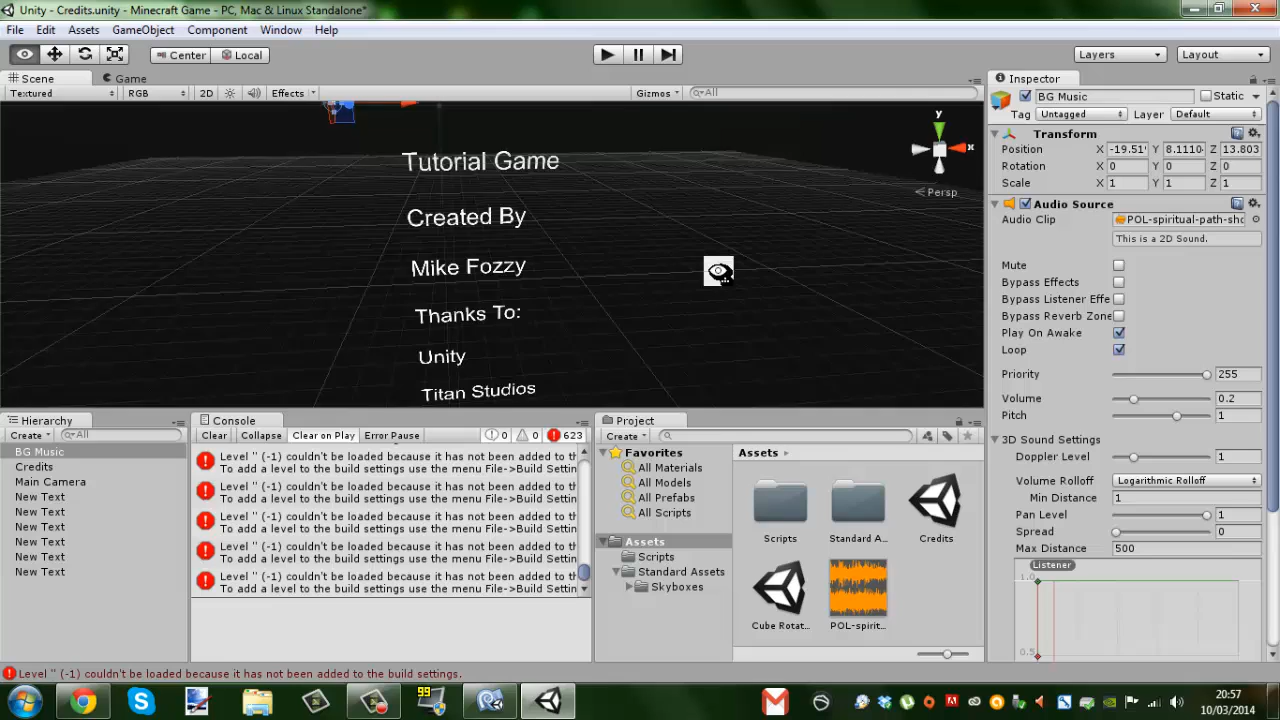 Unity - Credits.unity - Minecraft Game - PC, Mac & Linux Standalone*
File Edit Assets GameObject Component Window Help
Center Local Layers Layout
Scene Game
Textured RGB 2D Effects Gizmos All
y
x
Persp
Tutorial Game
Created By
Mike Fozzy
Thanks To:
Unity
Titan Studios
Inspector
BG Music Static
Tag Untagged Layer Default
Transform
Position X Y Z 13.803
Rotation X 0 Y 0 Z 0
Scale X 1 Y 1 Z 1
Audio Source
Audio Clip POL-spiritual-path-sho
This is a 2D Sound.
Mute
Bypass Effects
Bypass Listener Effe
Bypass Reverb Zone
Play On Awake
Loop
Priority 255
Volume 0.2
Pitch 1
3D Sound Settings
Doppler Level 1
Volume Rolloff Logarithmic Rolloff
Min Distance 1
Pan Level 1
Spread 0
Max Distance 500
Listener
1.0
0.5
Hierarchy
Create All
BG Music
Credits
Main Camera
New Text
New Text
New Text
New Text
New Text
New Text
Console
Clear Collapse Clear on Play Error Pause 0 0 623
Level '' (-1) couldn't be loaded because it has not been added to the
To add a level to the build settings use the menu File->Build Settin
Level '' (-1) couldn't be loaded because it has not been added to the
To add a level to the build settings use the menu File->Build Settin
Level '' (-1) couldn't be loaded because it has not been added to the
To add a level to the build settings use the menu File->Build Settin
Level '' (-1) couldn't be loaded because it has not been added to the
To add a level to the build settings use the menu File->Build Settin
Level '' (-1) couldn't be loaded because it has not been added to the
To add a level to the build settings use the menu File->Build Settin
Project
Create
Favorites
All Materials
All Models
All Prefabs
All Scripts
Assets
Scripts
Standard Assets
Skyboxes
Assets
Scripts Standard A... Credits
Cube Rotat... POL-spirit...
Level '' (-1) couldn't be loaded because it has not been added to the build settings.
99
20:57
10/03/2014